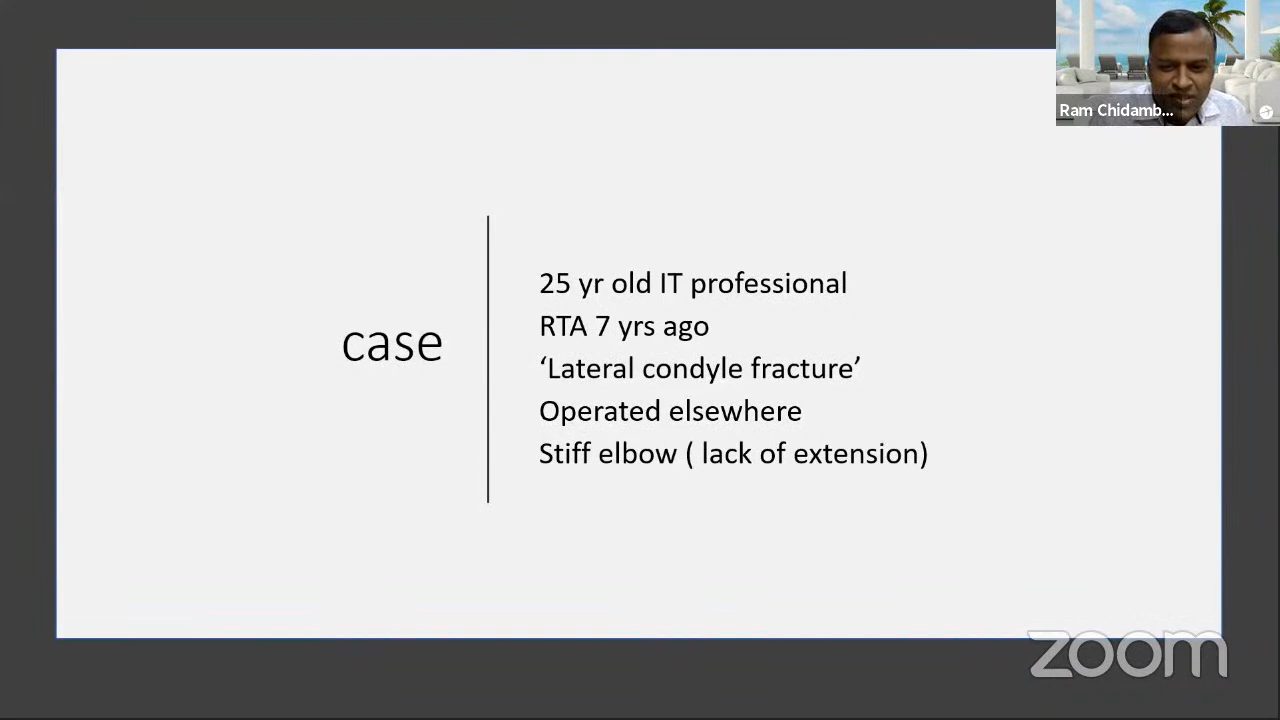 Ram Chidamb...
case
25 yr old IT professional
RTA 7 yrs ago
‘Lateral condyle fracture’
Operated elsewhere
Stiff elbow ( lack of extension)
zoom